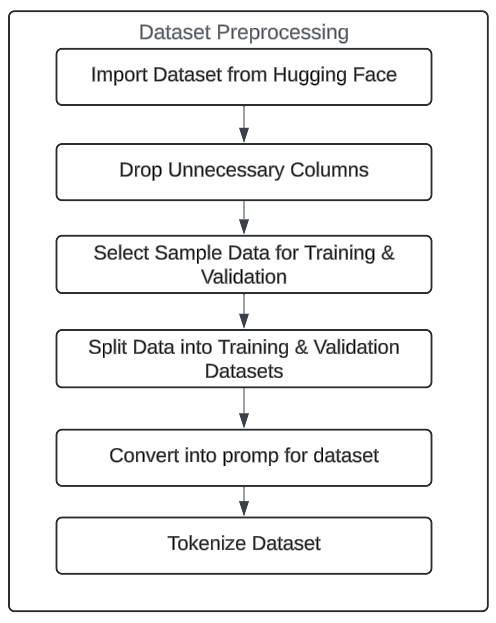 Dataset Preprocessing
Import Dataset from Hugging Face
Drop Unnecessary Columns
Select Sample Data for Training &
Validation
Split Data into Training & Validation
Datasets
Convert into promp for dataset
Tokenize Dataset